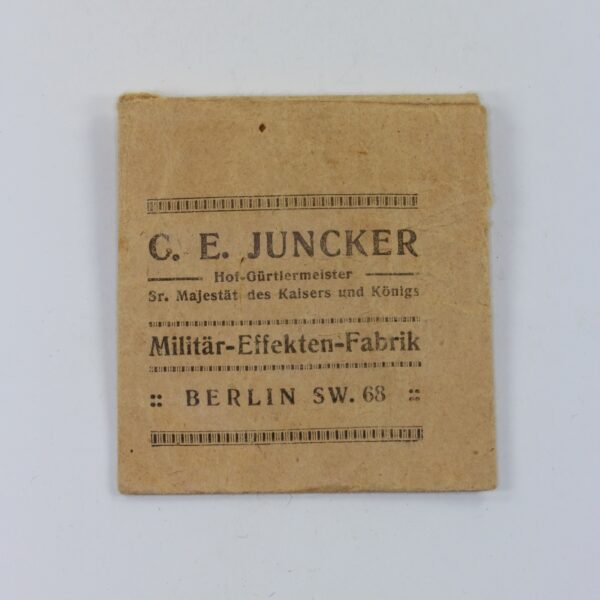 C. E. JUNCKER
Hof-Gürtlermeister
Sr. Majestät des Kaisers und Königs
Militär-Effekten-Fabrik
:: BERLIN SW. 68 ::